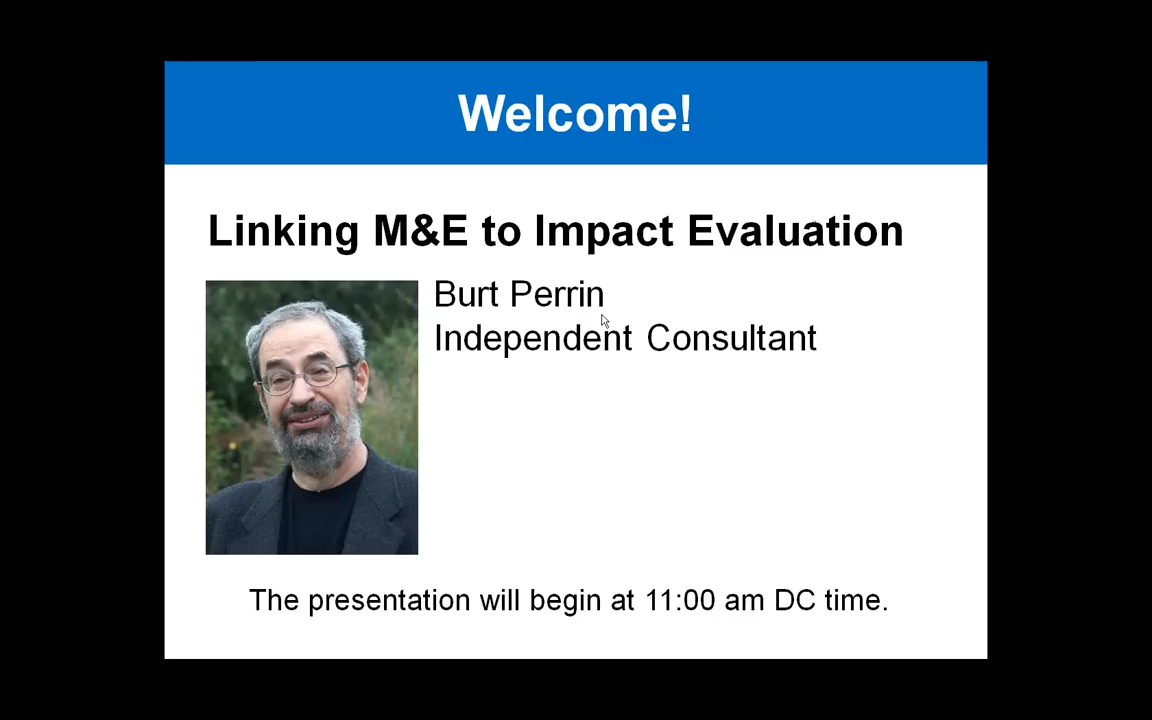 Welcome!
Linking M&E to Impact Evaluation
Burt Perrin
Independent Consultant
The presentation will begin at 11:00 am DC time.